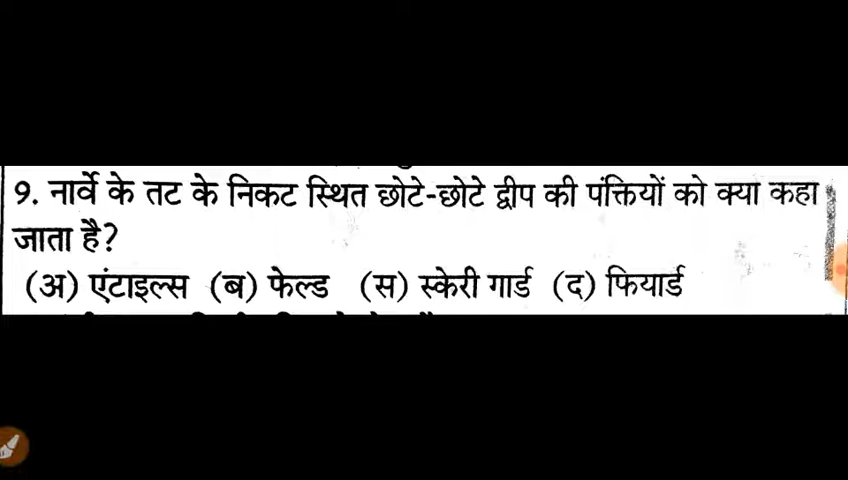 9. नार्वे के तट के निकट स्थित छोटे-छोटे द्वीप की पंक्तियों को क्या कहा
जाता है?
(अ) एंटाइल्स (ब) फेल्ड (स) स्केरी गार्ड (द) फियार्ड